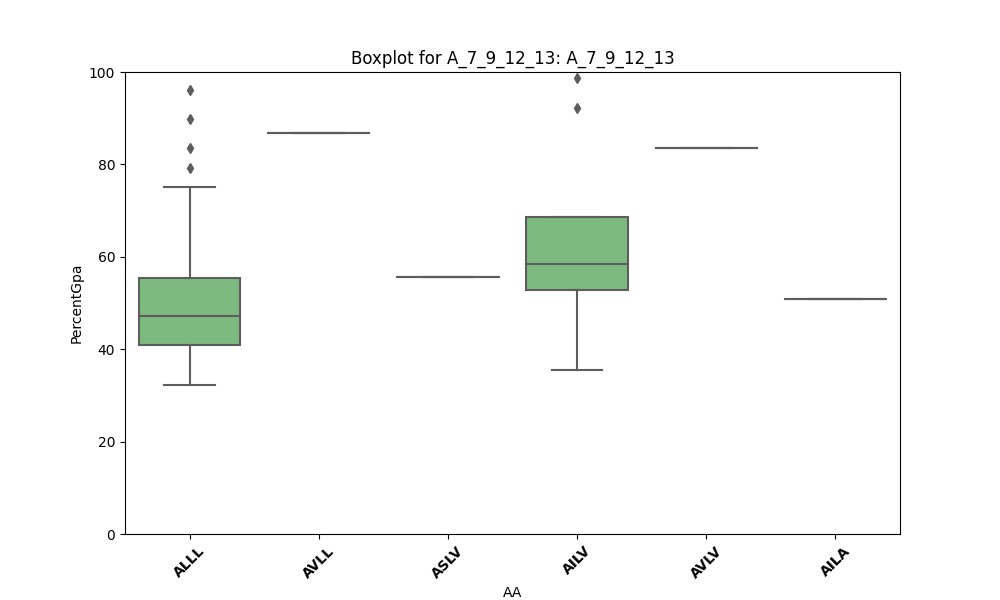 Boxplot for A_7_9_12_13: A_7_9_12_13
100
80
60
40
20
0
PercentGpa
ALLL
AVLL
ASLV
AILV
AVLV
AILA
AA